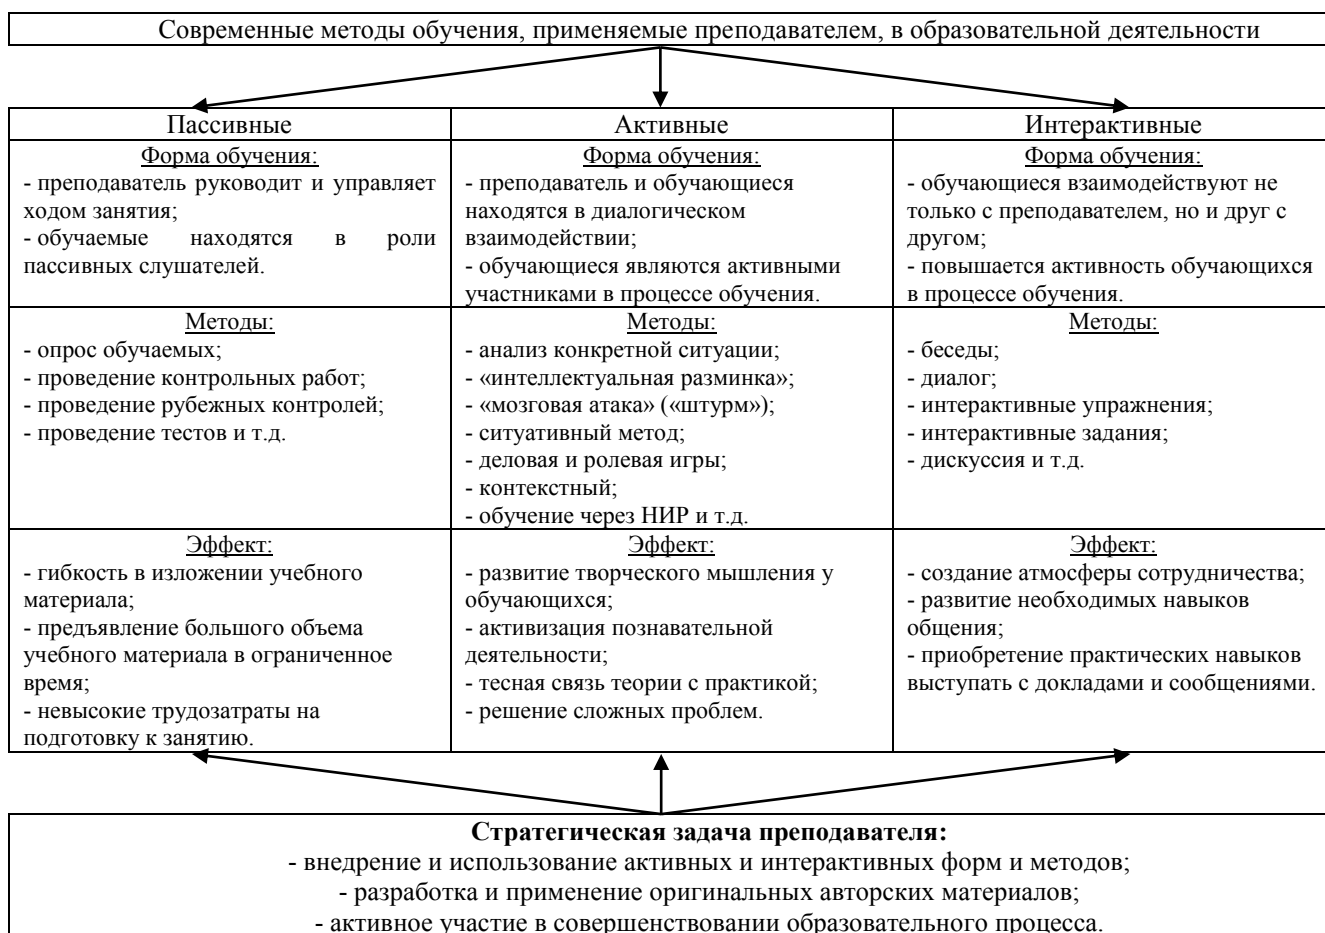 Современные методы обучения, применяемые преподавателем, в образовательной деятельности
Пассивные
Форма обучения:
- преподаватель руководит и управляет
ходом занятия;
- обучаемые находятся в роли
пассивных слушателей.
Методы:
- опрос обучаемых;
- проведение контрольных работ;
- проведение рубежных контролей;
- проведение тестов и т.д.
Эффект:
- гибкость в изложении учебного
материала;
- предъявление большого объема
учебного материала в ограниченное
время;
- невысокие трудозатраты на
подготовку к занятию.
Активные
Форма обучения:
- преподаватель и обучающиеся
находятся в диалогическом
взаимодействии;
- обучающиеся являются активными
участниками в процессе обучения.
Методы:
- анализ конкретной ситуации;
- «интеллектуальная разминка»;
- «мозговая атака» («штурм»);
- ситуативный метод;
- деловая и ролевая игры;
- контекстный;
- обучение через НИР и т.д.
Эффект:
- развитие творческого мышления у
обучающихся;
- активизация познавательной
деятельности;
- тесная связь теории с практикой;
- решение сложных проблем.
Интерактивные
Форма обучения:
- обучающиеся взаимодействуют не
только с преподавателем, но и друг с
другом;
- повышается активность обучающихся
в процессе обучения.
Методы:
- беседы;
- диалог;
- интерактивные упражнения;
- интерактивные задания;
- дискуссия и т.д.
Эффект:
- создание атмосферы сотрудничества;
- развитие необходимых навыков
общения;
- приобретение практических навыков
выступать с докладами и сообщениями.
Стратегическая задача преподавателя:
- внедрение и использование активных и интерактивных форм и методов;
- разработка и применение оригинальных авторских материалов;
- активное участие в совершенствовании образовательного процесса.